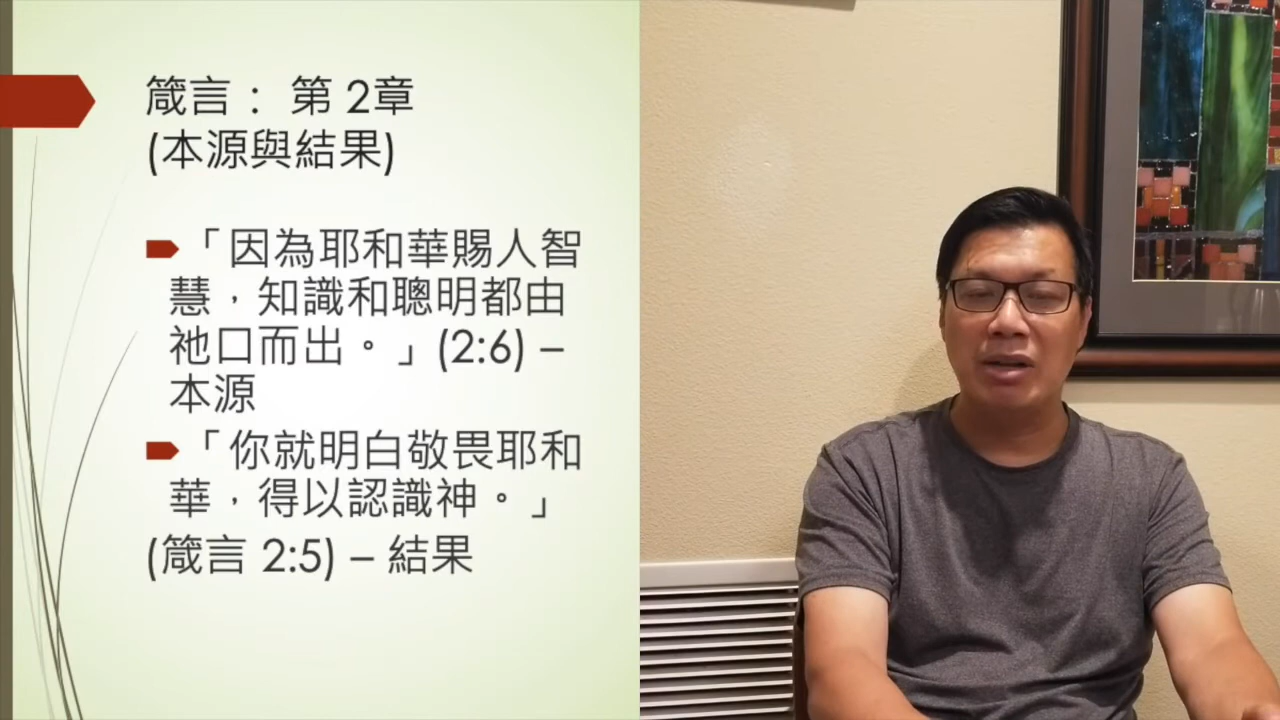 箴言： 第 2章
(本源與結果)
「因為耶和華賜人智
慧，知識和聰明都由
祂口而出。」(2:6) –
本源
「你就明白敬畏耶和
華，得以認識神。」
(箴言 2:5) – 結果